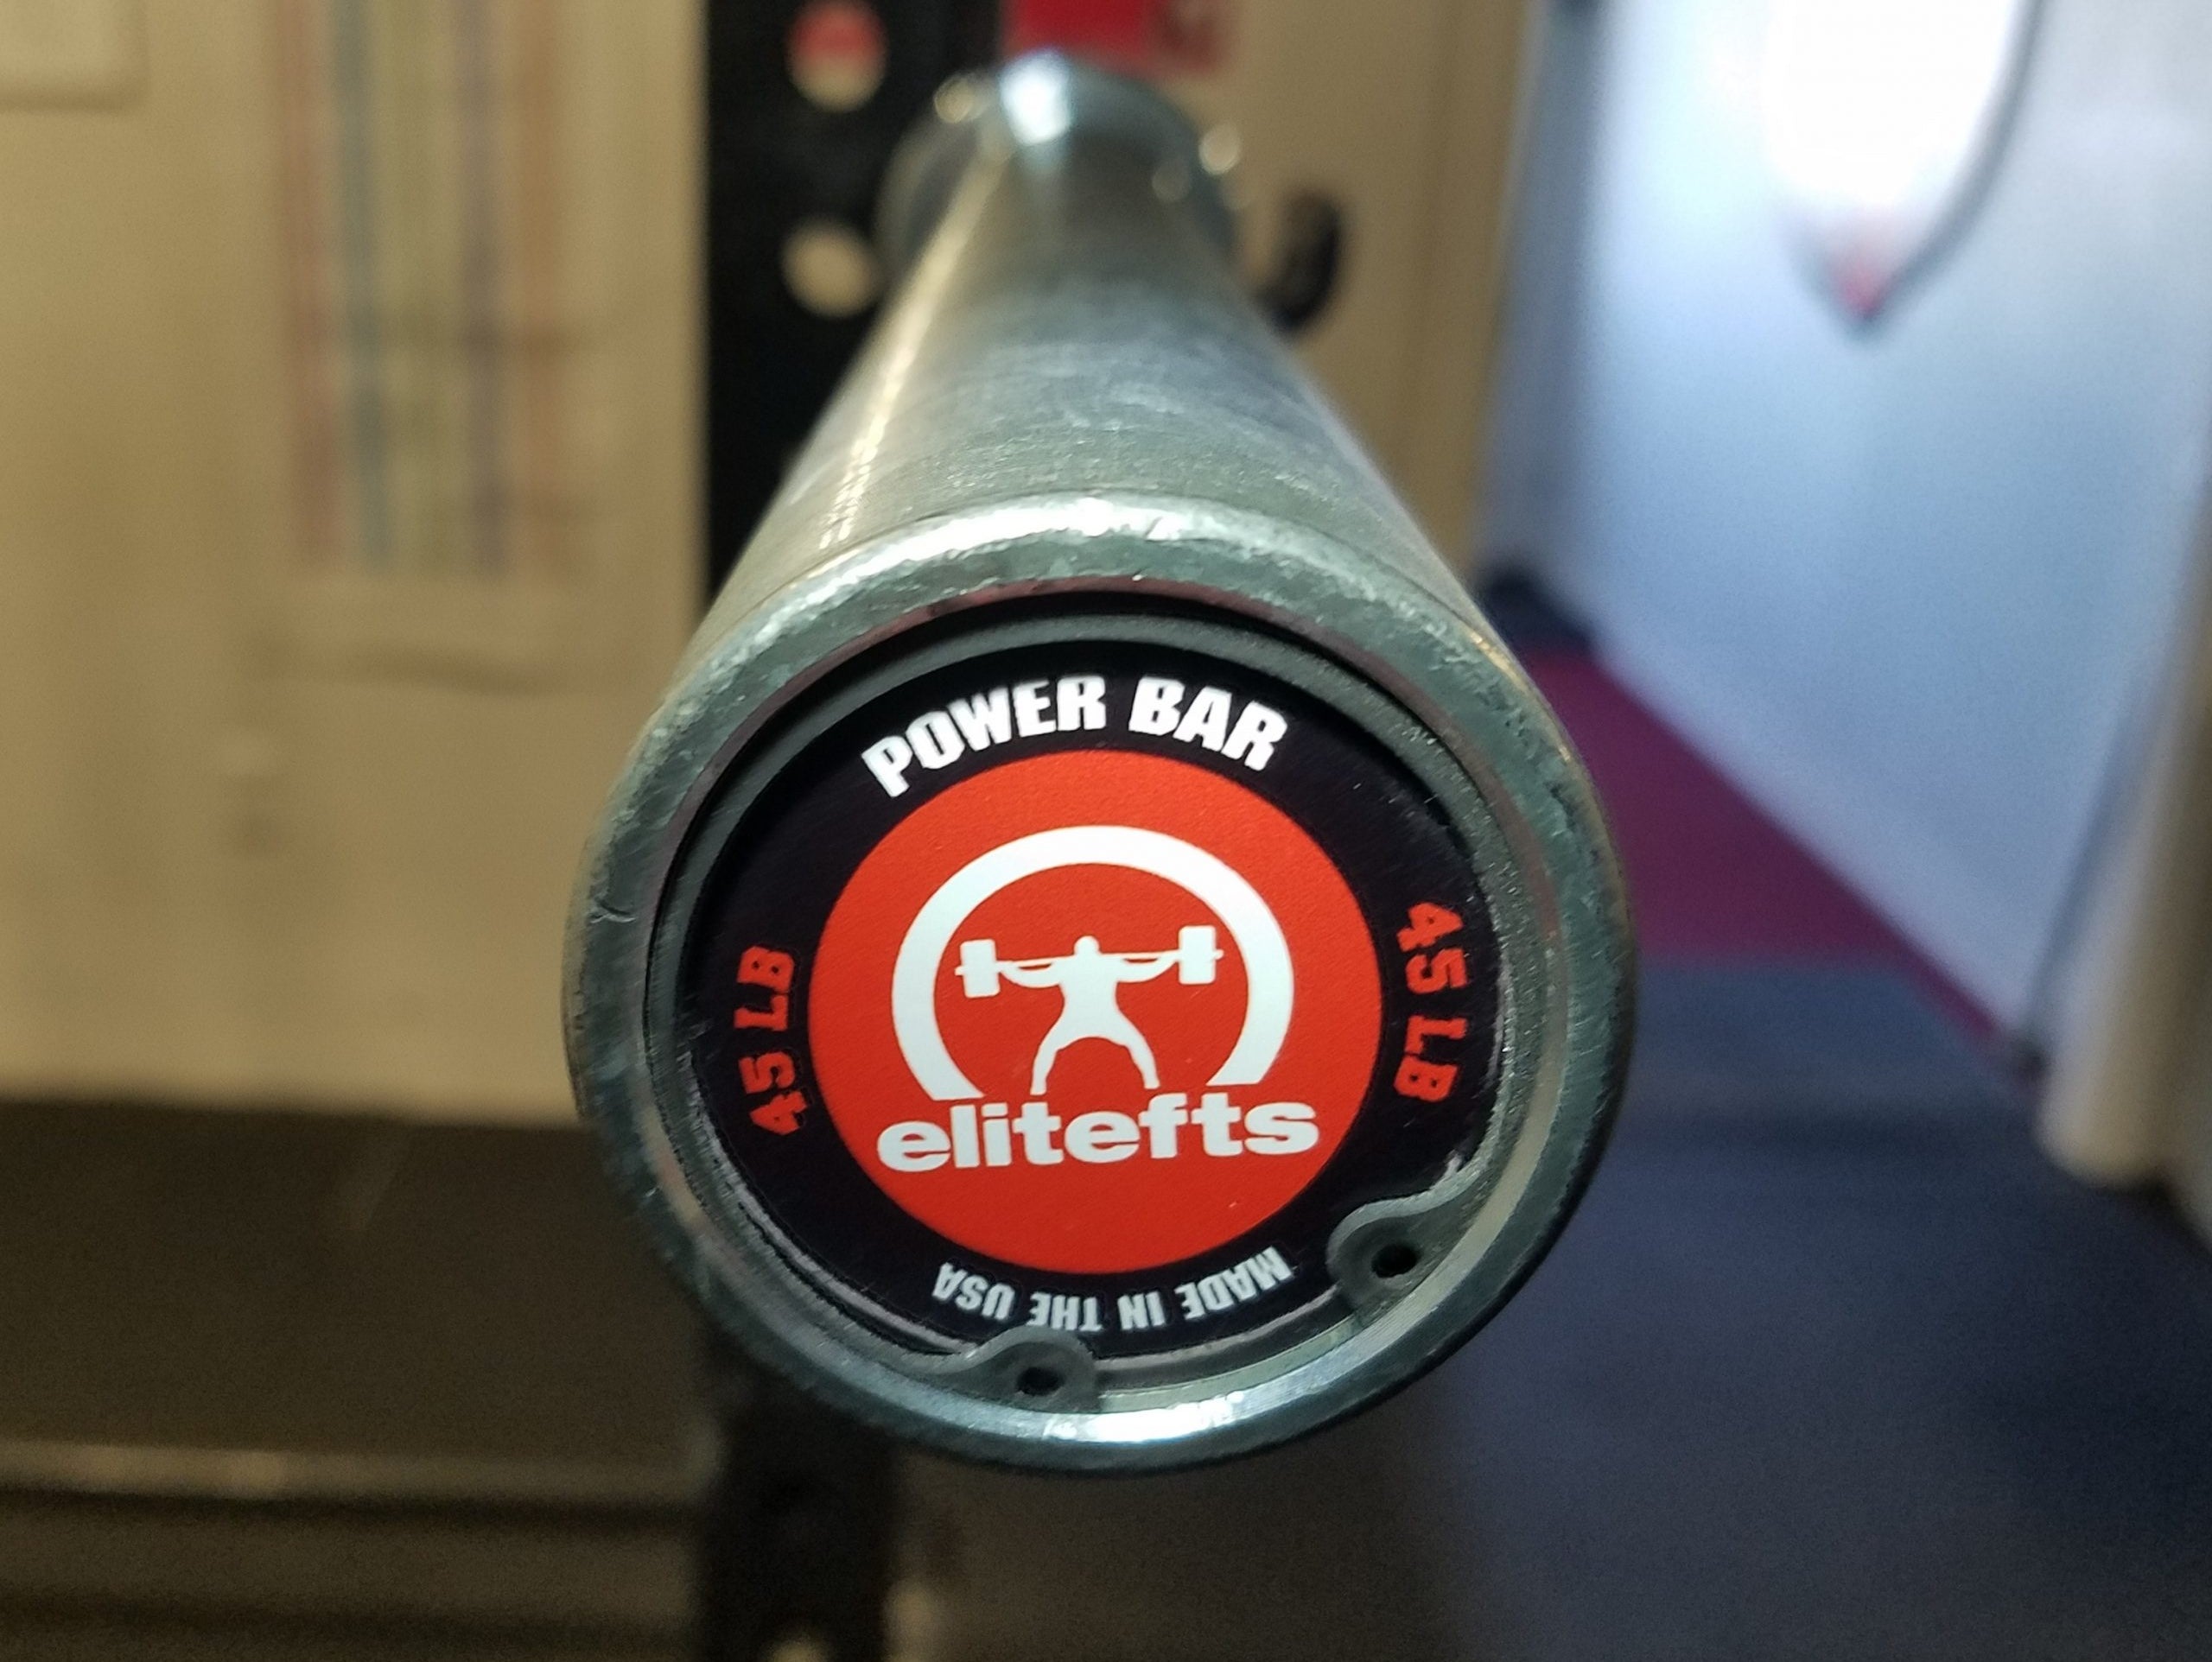 POWER BAR
45 LB
45 LB
elitefts
MADE IN THE USA